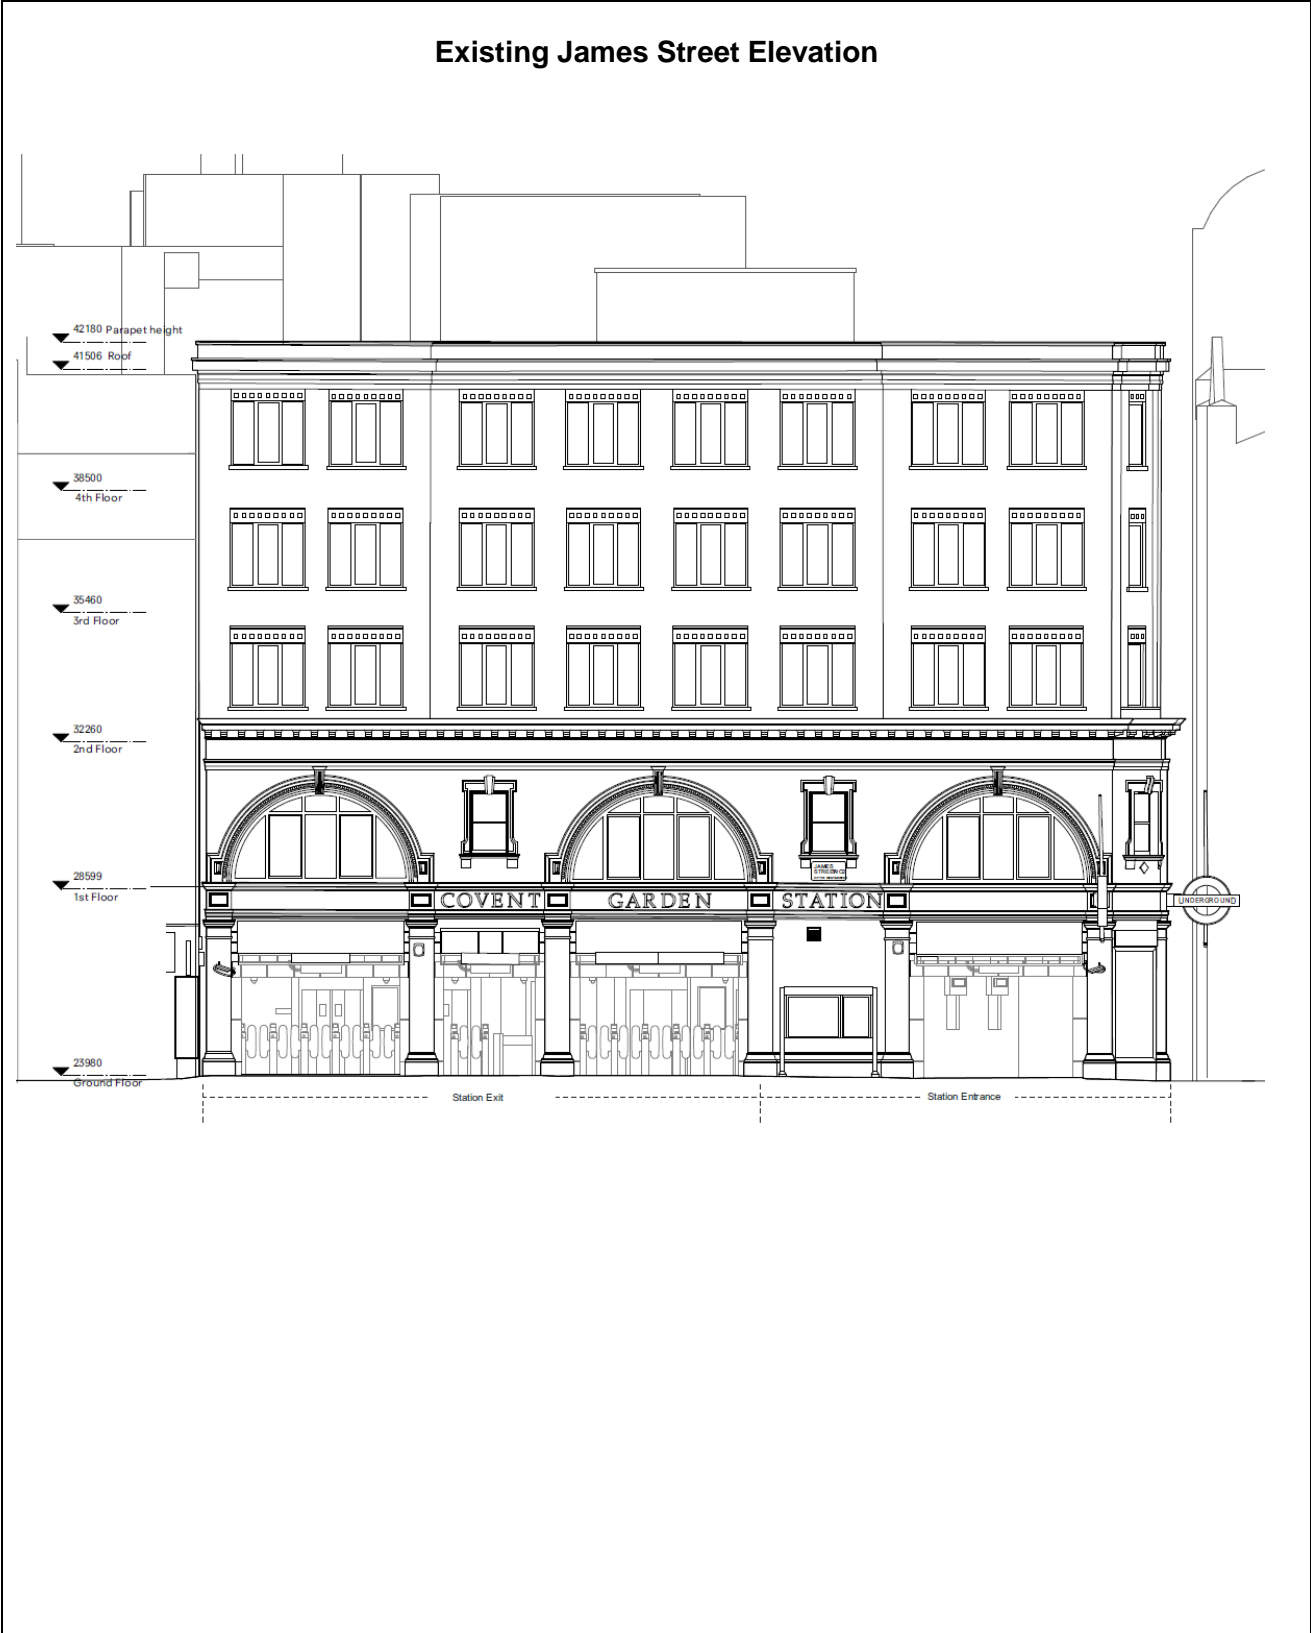 Existing James Street Elevation
42180 Parapet height
41506 Roof
38500
4th Floor
35460
3rd Floor
32260
2nd Floor
28599
1st Floor
JAMES
COVENT GARDEN STATION
UNDERGROUND
23980
Ground Floor
Station Exit
Station Entrance